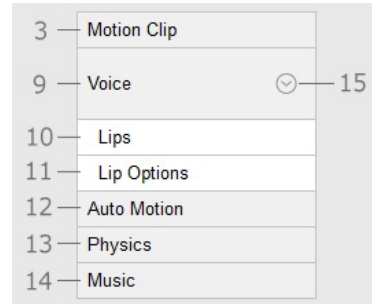 3 Motion Clip
9 Voice 15
10 Lips
11 Lip Options
12 Auto Motion
13 Physics
14 Music